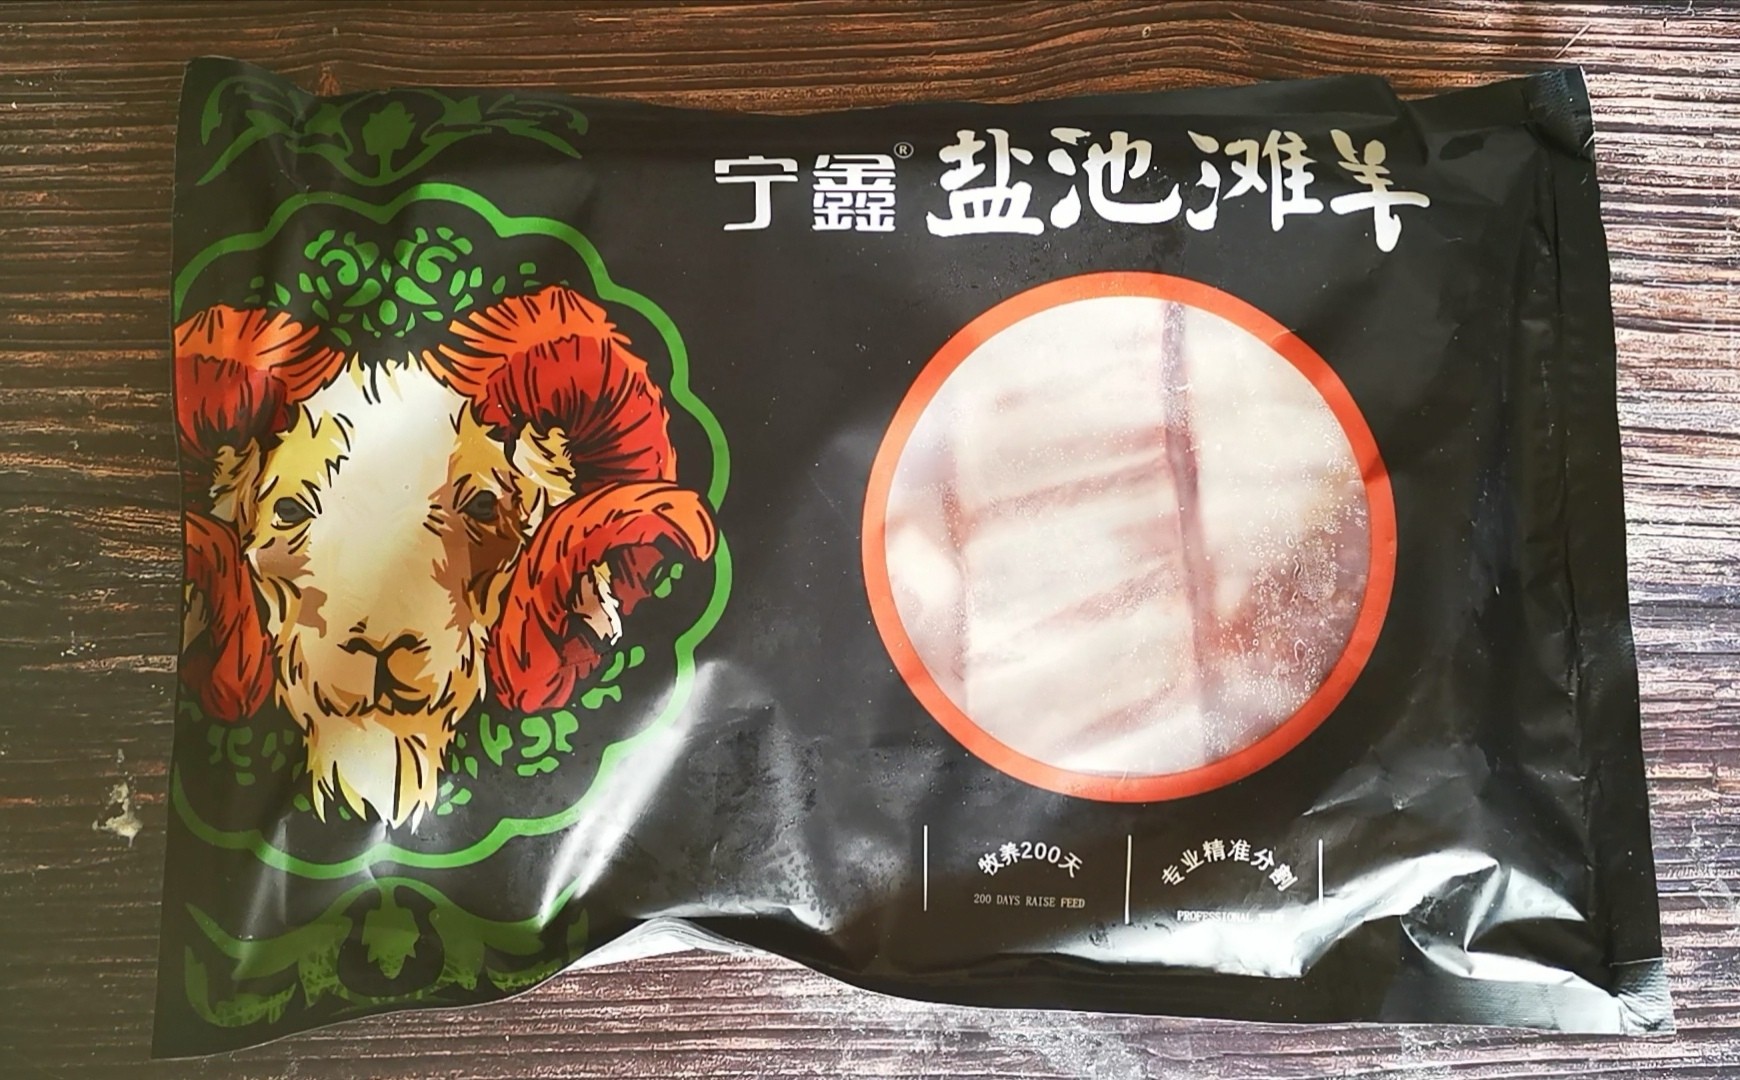 宁鑫® 盐池滩羊
牧养200天
200 DAYS RAISE FEED
专业精准分割
PROFESSIONAL